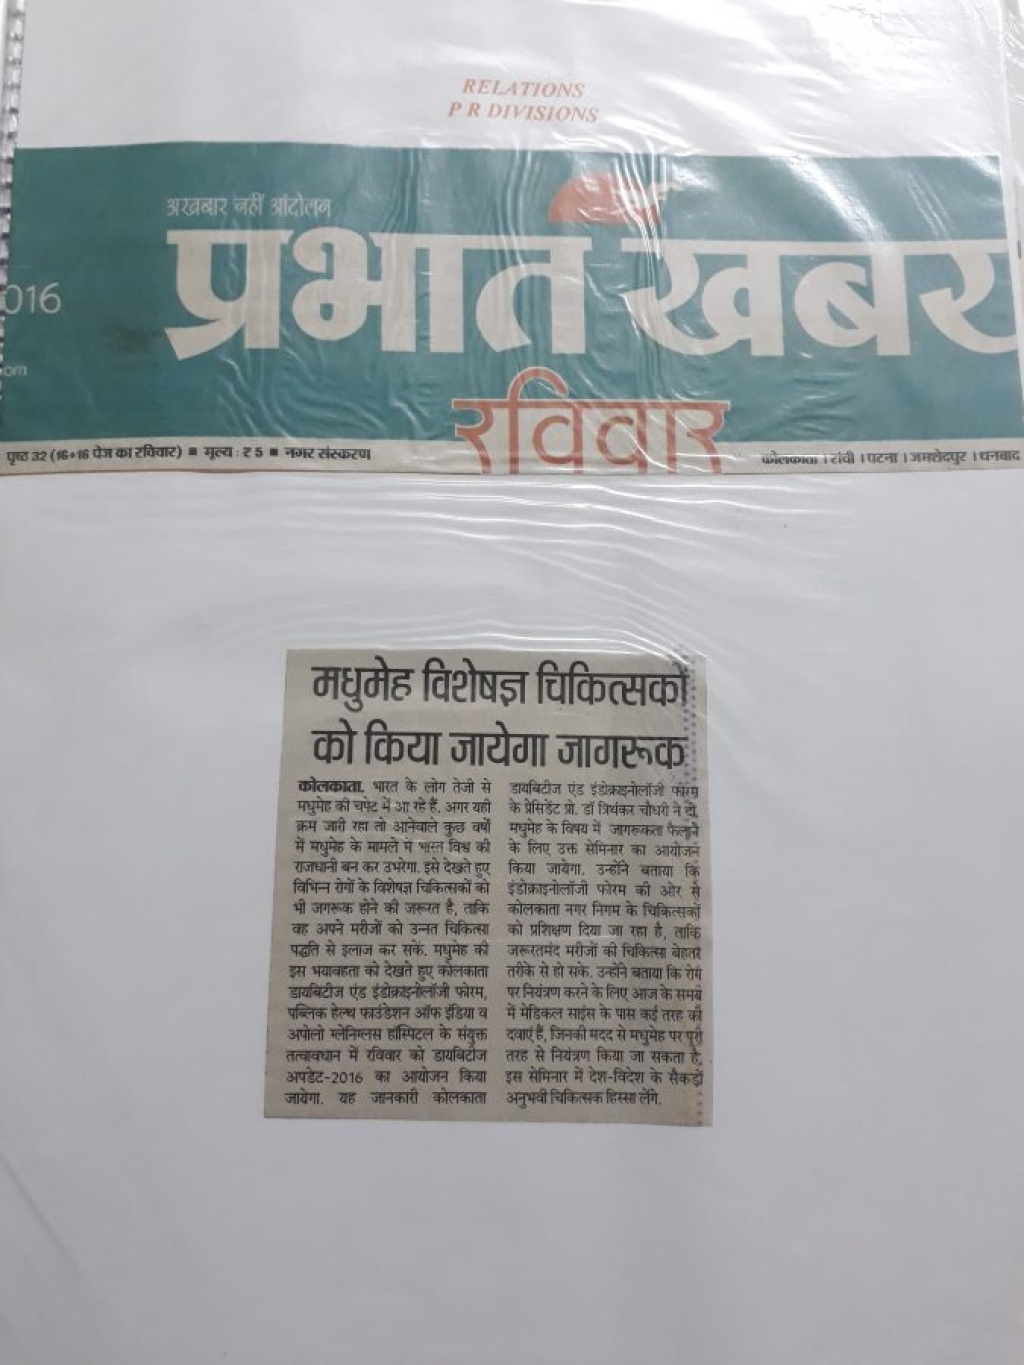 RELATIONS
P R DIVISIONS
अखबार नहीं आंदोलन
प्रभात खबर
016
om
रविवार
पृष्ठ 32 (16+16 पेज का रविवार) ■ मूल्य : ₹ 5 ■ नगर संस्करण
कोलकाता । रांची । पटना । जमशेदपुर । धनबाद
मधुमेह विशेषज्ञ चिकित्सकों
को किया जायेगा जागरूक
कोलकाता. भारत के लोग तेजी से
मधुमेह की चपेट में आ रहे हैं. अगर यही
क्रम जारी रहा तो आनेवाले कुछ वर्षों
में मधुमेह के मामले में भारत विश्व की
राजधानी बन कर उभरेगा. इसे देखते हुए
विभिन्न रोगों के विशेषज्ञ चिकित्सकों को
भी जगरूक होने की जरूरत है, ताकि
वह अपने मरीजों को उन्नत चिकित्सा
पद्धति से इलाज कर सकें. मधुमेह की
इस भयावहता को देखते हुए कोलकाता
डायबिटीज एंड इंडोक्राइनोलॉजी फोरम,
पब्लिक हेल्थ फाउंडेशन ऑफ इंडिया व
अपोलो ग्लेनिग्लस हॉस्पिटल के संयुक्त
तत्वावधान में रविवार को डायबिटीज
अपडेट-2016 का आयोजन किया
जायेगा. यह जानकारी कोलकाता
डायबिटीज एंड इंडोक्राइनोलॉजी फोरम
के प्रेसिडेंट प्रो. डॉ त्रिथंकर चौधरी ने दी.
मधुमेह के विषय में जागरूकता फैलाने
के लिए उक्त सेमिनार का आयोजन
किया जायेगा. उन्होंने बताया कि
इंडोक्राइनोलॉजी फोरम की ओर से
कोलकाता नगर निगम के चिकित्सकों
को प्रशिक्षण दिया जा रहा है, ताकि
जरूरतमंद मरीजों की चिकित्सा बेहतर
तरीके से हो सके. उन्होंने बताया कि रोग
पर नियंत्रण करने के लिए आज के समय
में मेडिकल साइंस के पास कई तरह की
दवाएं हैं, जिनकी मदद से मधुमेह पर पूरी
तरह से नियंत्रण किया जा सकता है.
इस सेमिनार में देश-विदेश के सैकड़ों
अनुभवी चिकित्सक हिस्सा लेंगे.